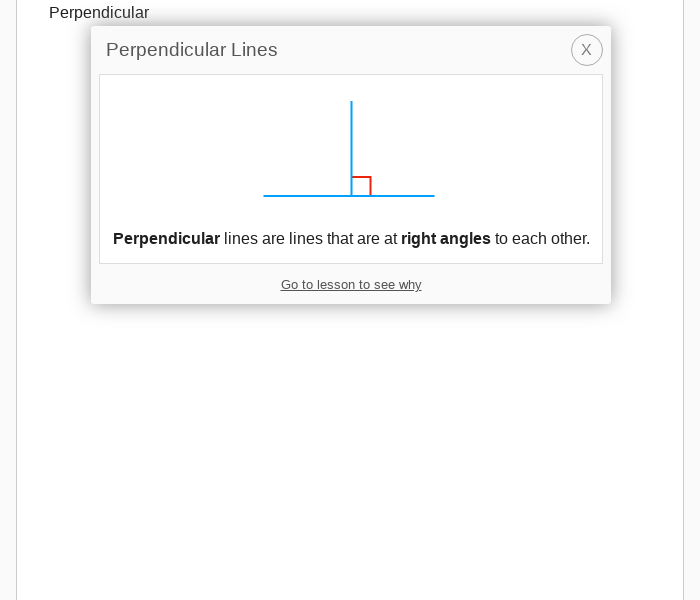 Perpendicular
Perpendicular Lines
X
Perpendicular lines are lines that are at right angles to each other.
Go to lesson to see why